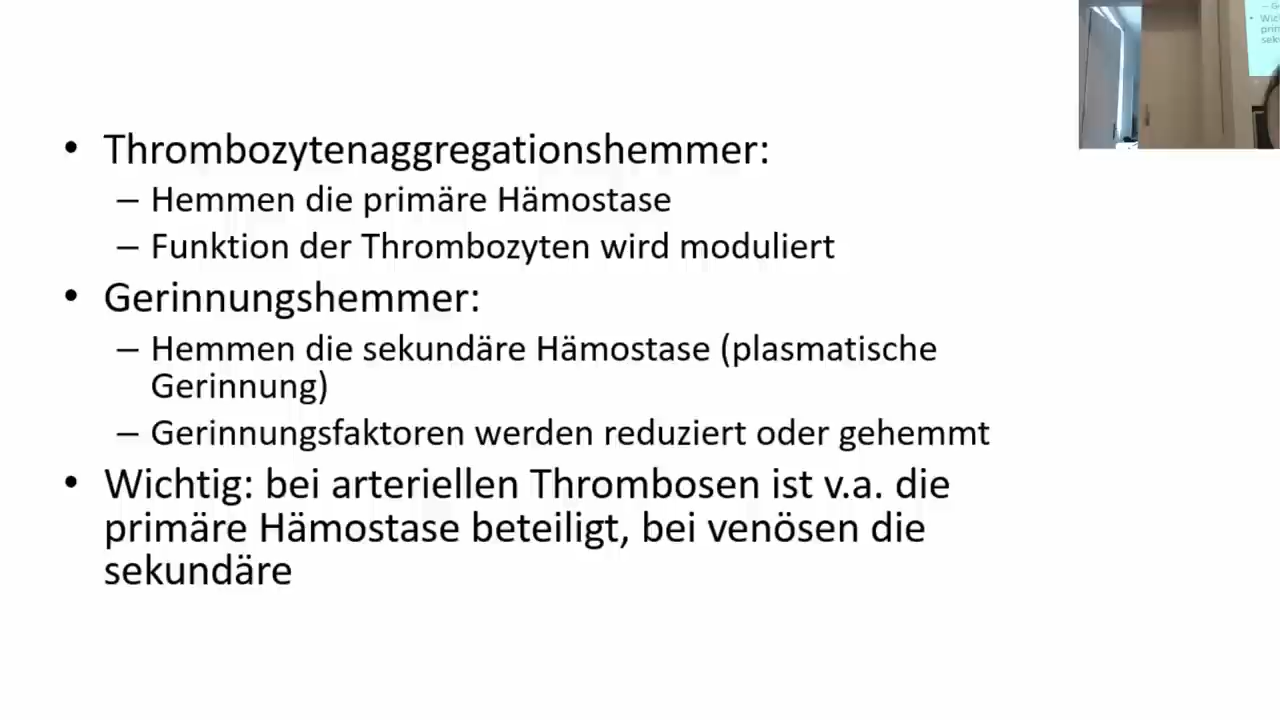 • Thrombozytenaggregationshemmer:
– Hemmen die primäre Hämostase
– Funktion der Thrombozyten wird moduliert
• Gerinnungshemmer:
– Hemmen die sekundäre Hämostase (plasmatische
Gerinnung)
– Gerinnungsfaktoren werden reduziert oder gehemmt
• Wichtig: bei arteriellen Thrombosen ist v.a. die
primäre Hämostase beteiligt, bei venösen die
sekundäre